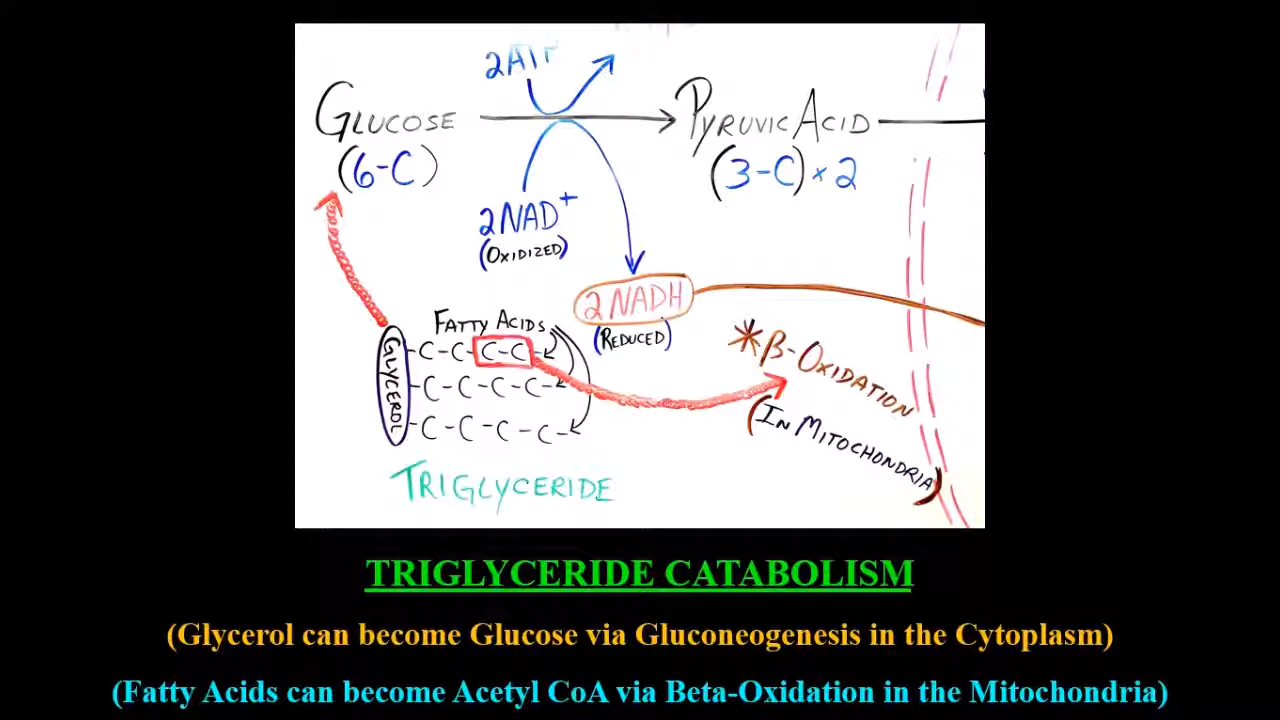 2ATP
GLUCOSE
PYRUVIC ACID
(6-C)
(3-C) × 2
2NAD+
(OXIDIZED)
2 NADH
(REDUCED)
FATTY ACIDS
GLYCEROL
-C-C-C-C-
-C-C-C-C-
-C-C-C-C-
*β-OXIDATION
(IN MITOCHONDRIA)
TRIGLYCERIDE
TRIGLYCERIDE CATABOLISM
(Glycerol can become Glucose via Gluconeogenesis in the Cytoplasm)
(Fatty Acids can become Acetyl CoA via Beta-Oxidation in the Mitochondria)